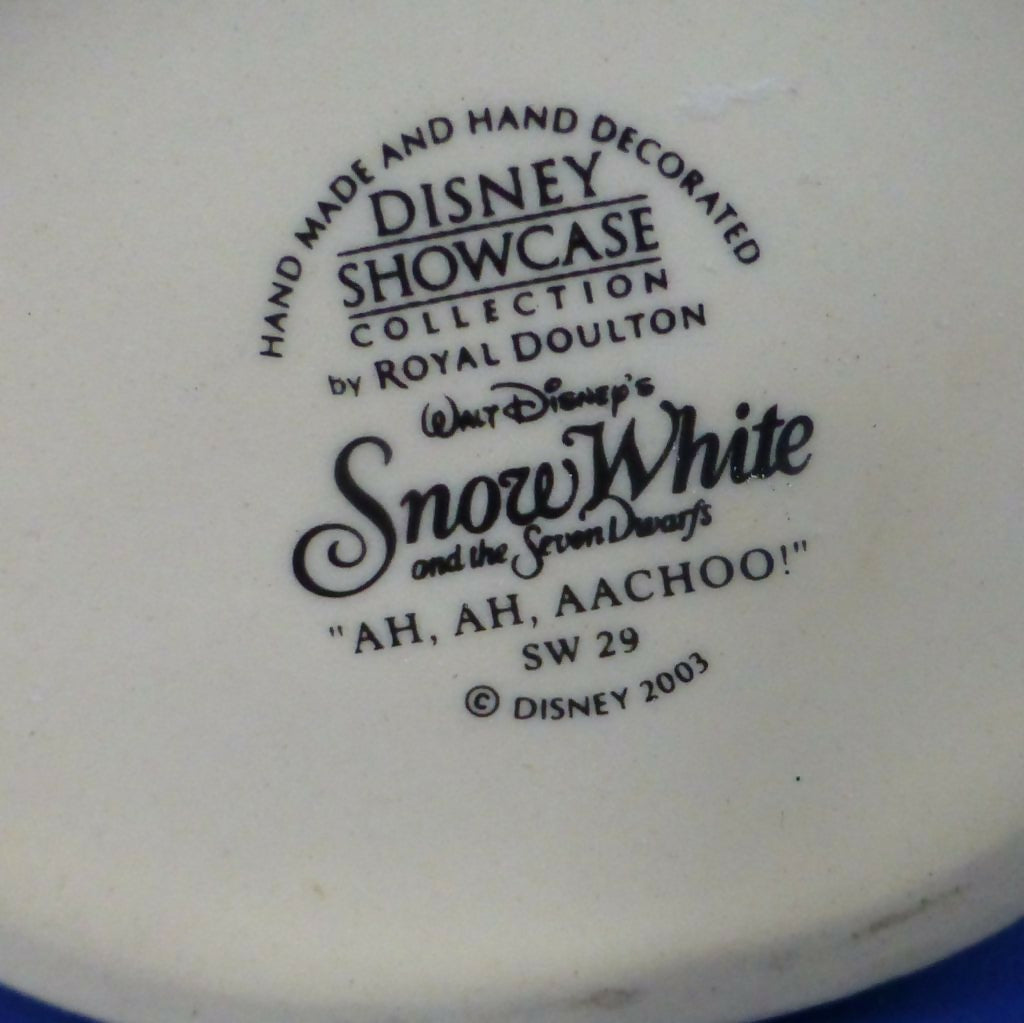 HAND MADE AND HAND DECORATED
DISNEY
SHOWCASE
COLLECTION
by ROYAL DOULTON
WALT DISNEY'S
Snow White
and the Seven Dwarfs
"AH, AH, AACHOO!"
SW 29
© DISNEY 2003